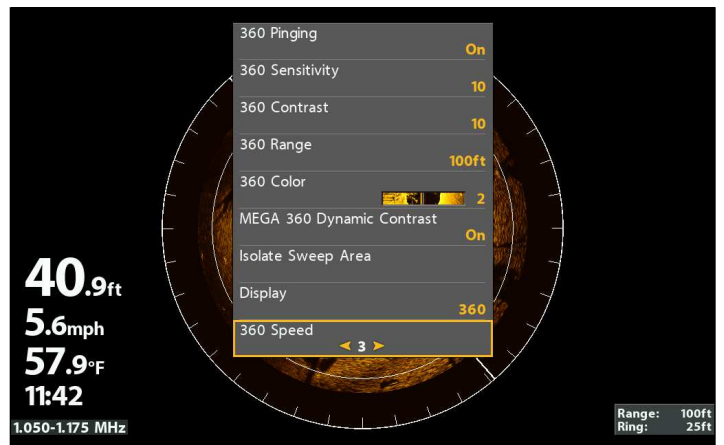 360 Pinging
On
360 Sensitivity
10
360 Contrast
10
360 Range
100ft
360 Color
2
MEGA 360 Dynamic Contrast
On
Isolate Sweep Area
Display
360
360 Speed
3
40.9ft
5.6mph
57.9°F
11:42
1.050-1.175 MHz
Range: 100ft
Ring: 25ft